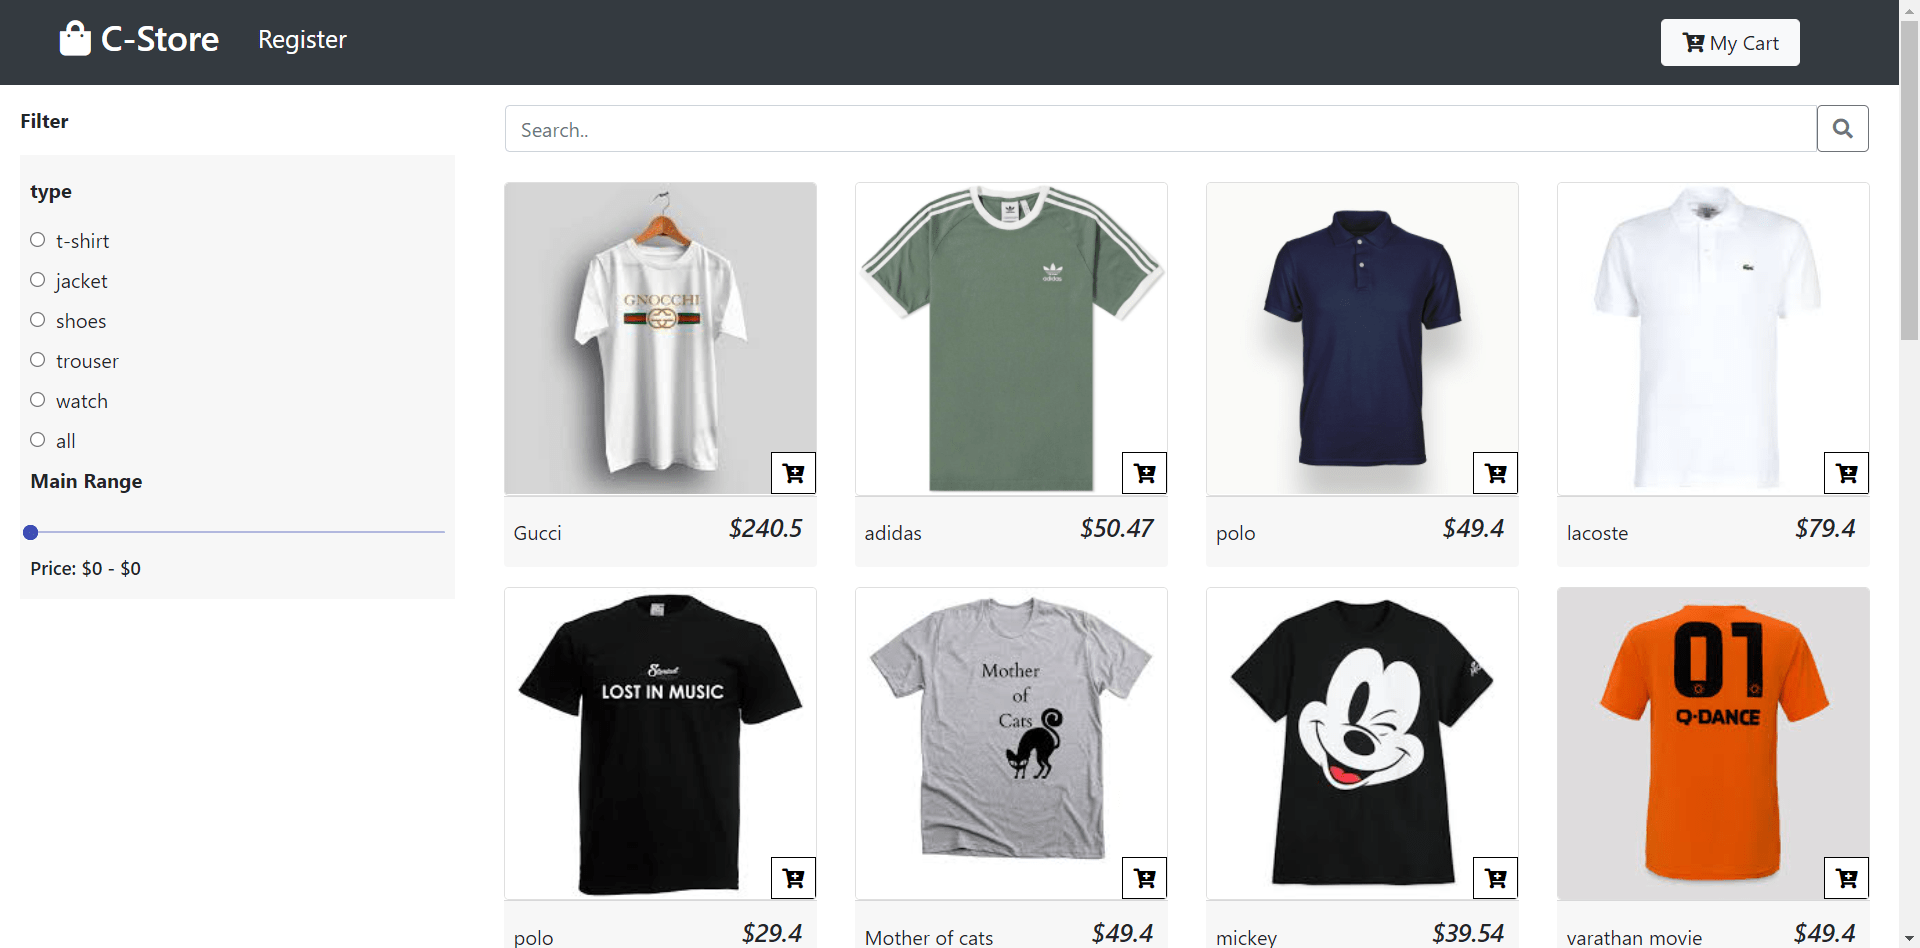 C-Store
Register
My Cart
Filter
Search..
type
t-shirt
jacket
shoes
trouser
watch
all
Main Range
Price: $0 - $0
GNOCCHI
adidas
Gucci
$240.5
adidas
$50.47
polo
$49.4
lacoste
$79.4
LOST IN MUSIC
Mother
of
Cats
01
Q-DANCE
polo
$29.4
Mother of cats
$49.4
mickey
$39.54
varathan movie
$49.4